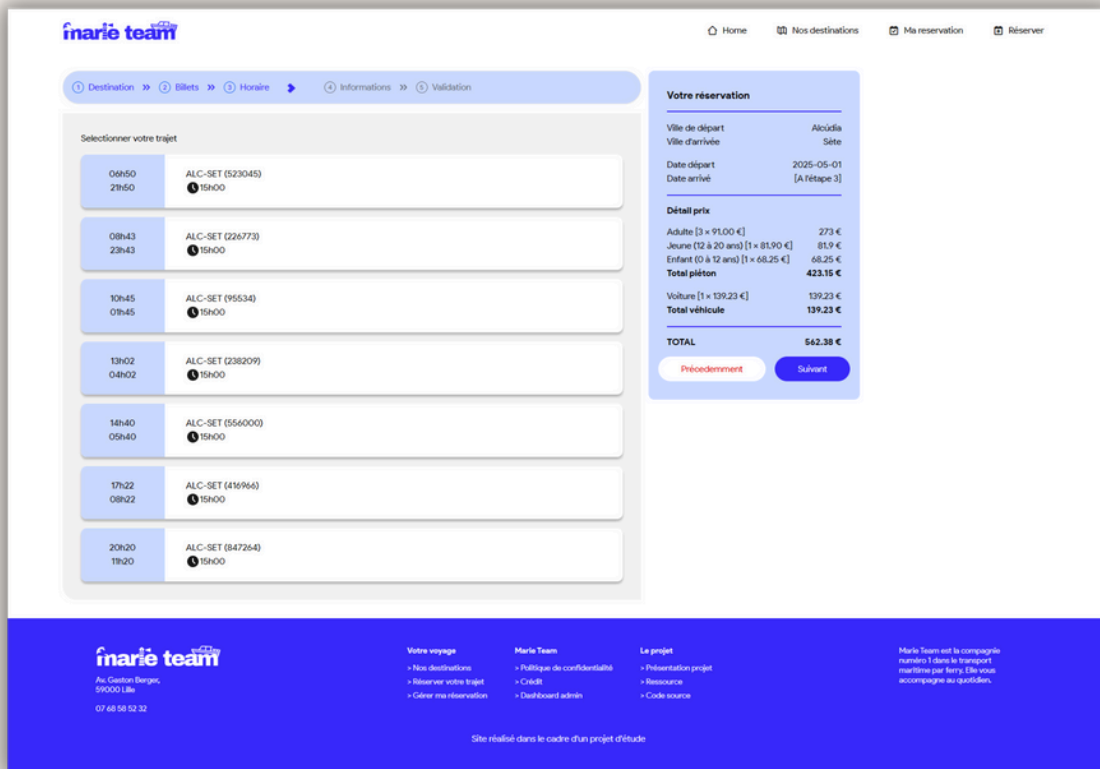 marie team
Home
Nos destinations
Ma reservation
Réserver
1 Destination
2 Billets
3 Horaire
4 Informations
5 Validation
Selectionner votre trajet
06h50
21h50
ALC-SET (523045)
15h00
08h43
23h43
ALC-SET (226773)
15h00
10h45
01h45
ALC-SET (95534)
15h00
13h02
04h02
ALC-SET (238209)
15h00
14h40
05h40
ALC-SET (556000)
15h00
17h22
08h22
ALC-SET (416966)
15h00
20h20
11h20
ALC-SET (847264)
15h00
Votre réservation
Ville de départ Alcúdia
Ville d'arrivée Sète
Date départ 2025-05-01
Date arrivé [A l'étape 3]
Détail prix
Adulte [3 × 91.00 €] 273 €
Jeune (12 à 20 ans) [1 × 81.90 €] 81.9 €
Enfant (0 à 12 ans) [1 × 68.25 €] 68.25 €
Total piéton 423.15 €
Voiture [1 × 139.23 €] 139.23 €
Total véhicule 139.23 €
TOTAL 562.38 €
Précedemment
Suivant
marie team
Av. Gaston Berger,
59000 Lille
07 68 58 52 32
Votre voyage
> Nos destinations
> Réserver votre trajet
> Gérer ma réservation
Marie Team
> Politique de confidentialité
> Crédit
> Dashboard admin
Le projet
> Présentation projet
> Ressource
> Code source
Marie Team est la compagnie
numéro 1 dans le transport
maritime par ferry. Elle vous
accompagne au quotidien.
Site réalisé dans le cadre d'un projet d'étude